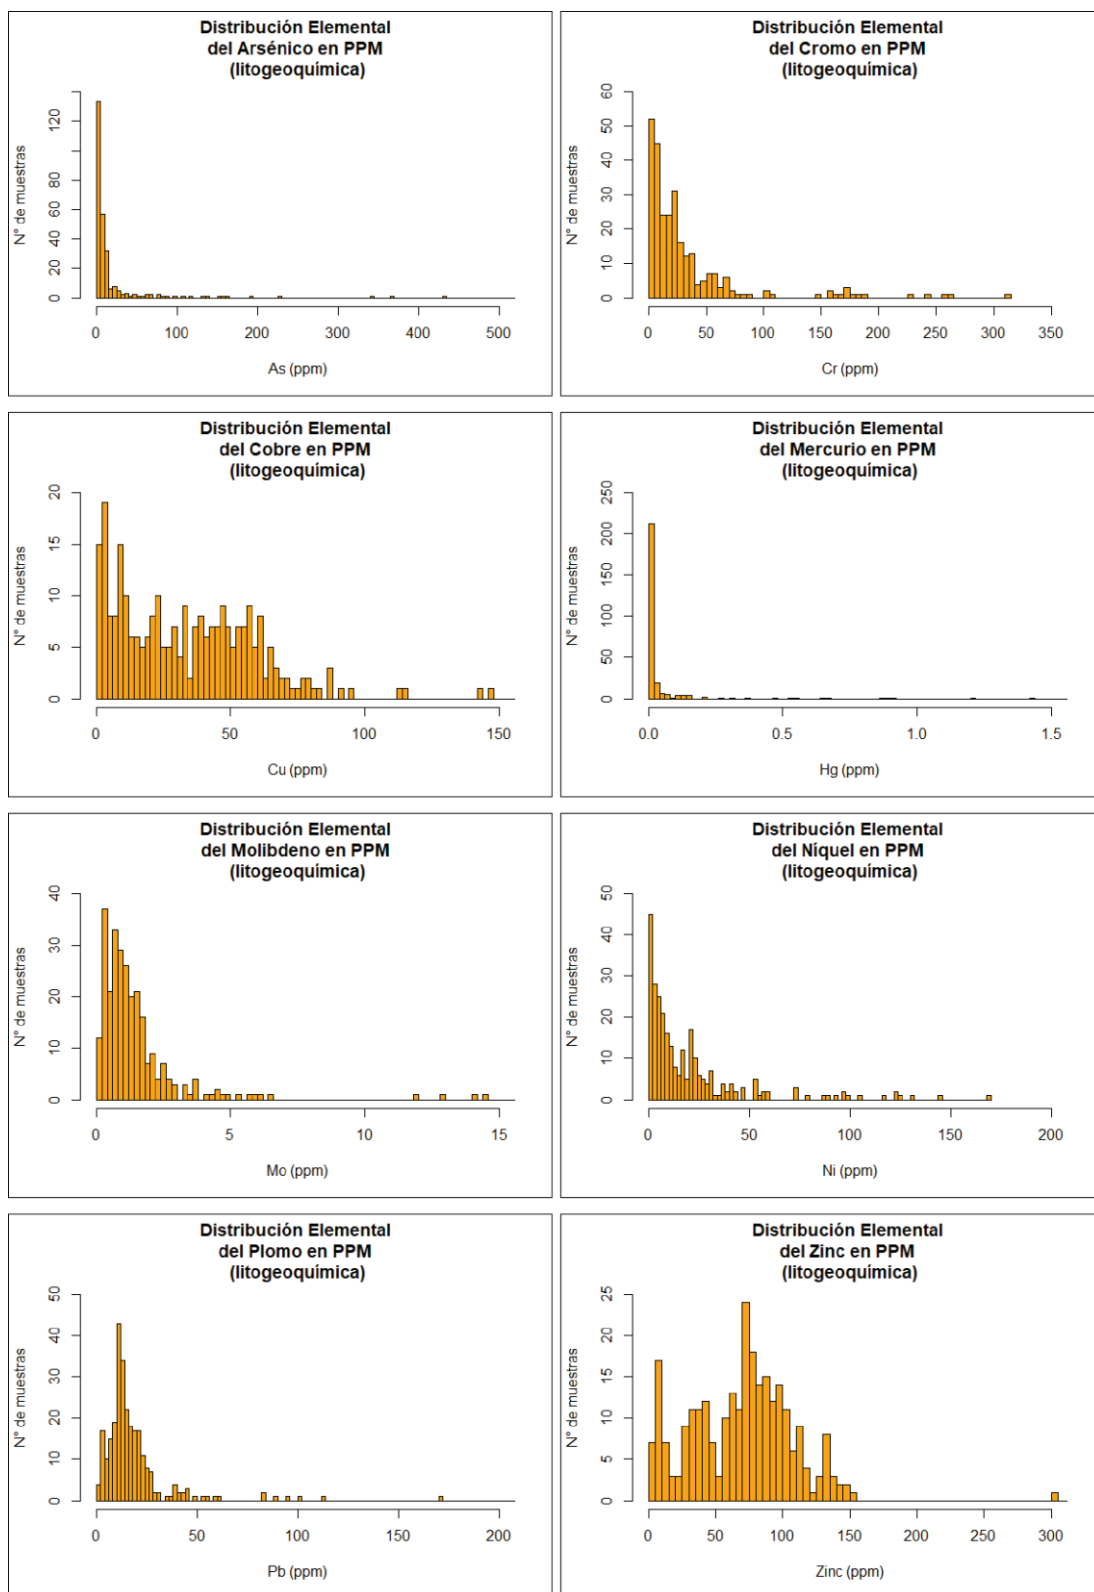 Distribución Elemental
del Arsénico en PPM
(litogeoquímica)
N° de muestras
0 20 40 60 80 120
0 100 200 300 400 500
As (ppm)
Distribución Elemental
del Cromo en PPM
(litogeoquímica)
N° de muestras
0 10 20 30 40 50 60
0 50 100 150 200 250 300 350
Cr (ppm)
Distribución Elemental
del Cobre en PPM
(litogeoquímica)
N° de muestras
0 5 10 15 20
0 50 100 150
Cu (ppm)
Distribución Elemental
del Mercurio en PPM
(litogeoquímica)
N° de muestras
0 50 100 150 200 250
0.0 0.5 1.0 1.5
Hg (ppm)
Distribución Elemental
del Molibdeno en PPM
(litogeoquímica)
N° de muestras
0 10 20 30 40
0 5 10 15
Mo (ppm)
Distribución Elemental
del Níquel en PPM
(litogeoquímica)
N° de muestras
0 10 20 30 40 50
0 50 100 150 200
Ni (ppm)
Distribución Elemental
del Plomo en PPM
(litogeoquímica)
N° de muestras
0 10 20 30 40 50
0 50 100 150 200
Pb (ppm)
Distribución Elemental
del Zinc en PPM
(litogeoquímica)
N° de muestras
0 5 10 15 20 25
0 50 100 150 200 250 300
Zinc (ppm)